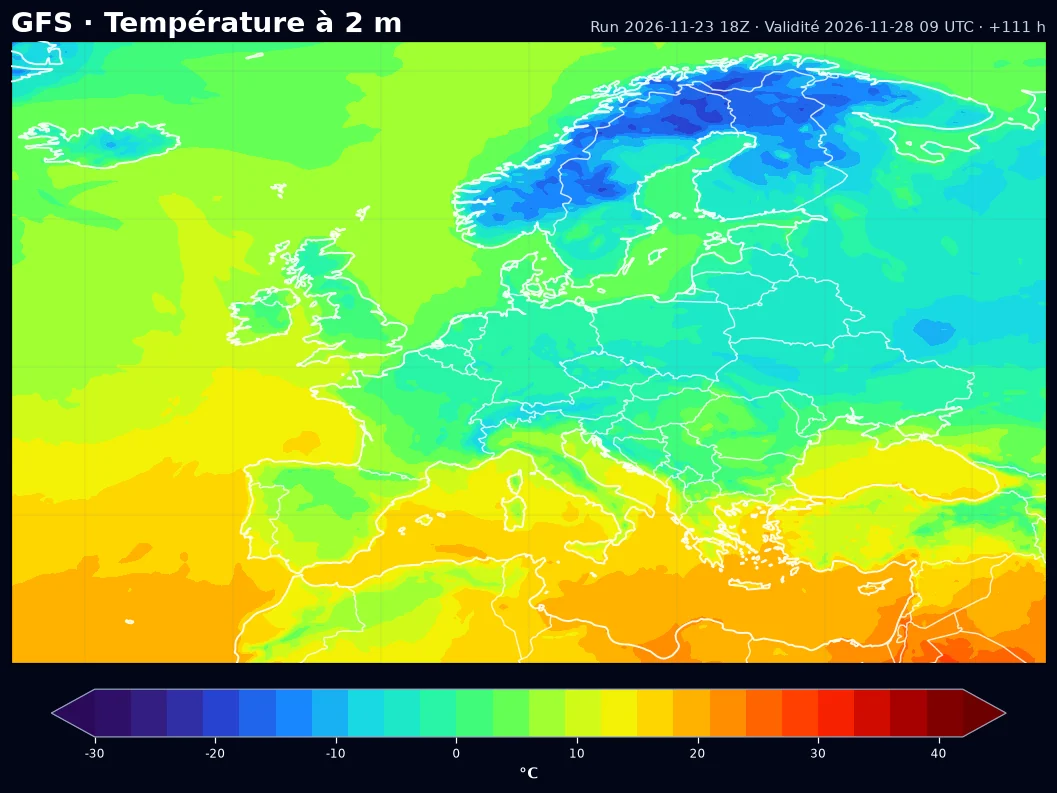 GFS · Température à 2 m
Run 2026-11-23 18Z · Validité 2026-11-28 09 UTC · +111 h
-30 -20 -10 0 10 20 30 40
°C